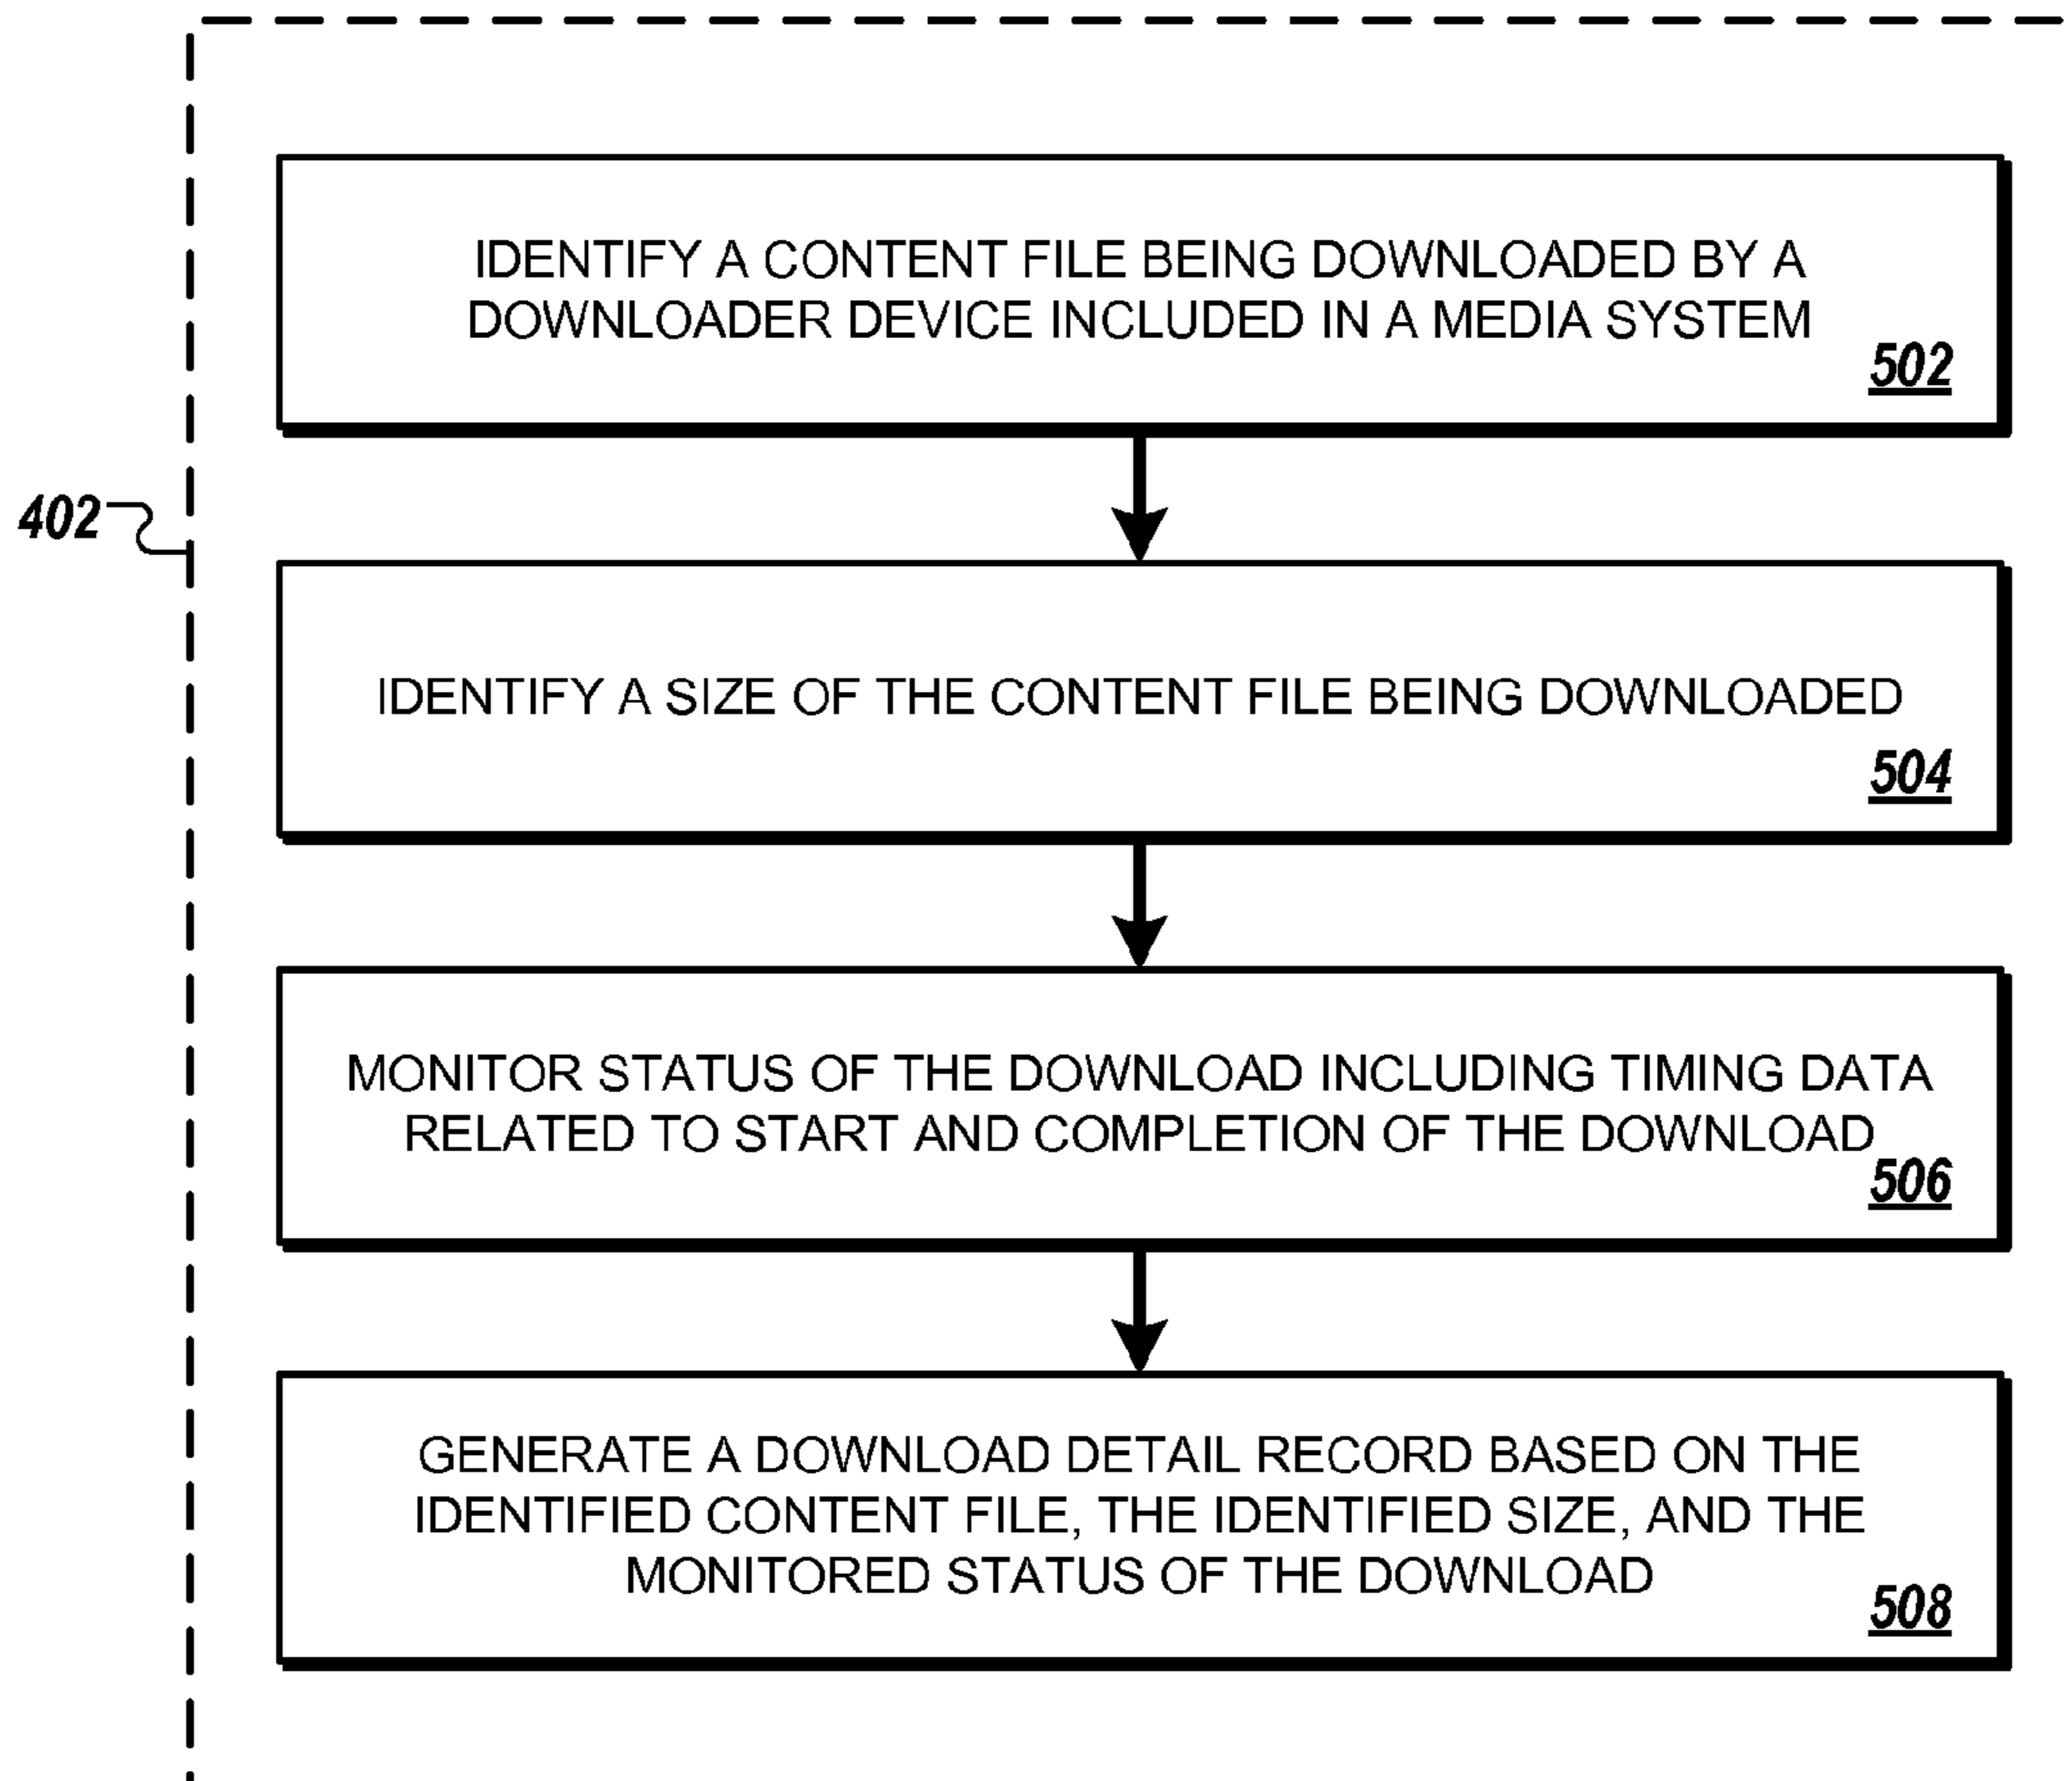 IDENTIFY A CONTENT FILE BEING DOWNLOADED BY A
DOWNLOADER DEVICE INCLUDED IN A MEDIA SYSTEM
502
402
IDENTIFY A SIZE OF THE CONTENT FILE BEING DOWNLOADED
504
MONITOR STATUS OF THE DOWNLOAD INCLUDING TIMING DATA
RELATED TO START AND COMPLETION OF THE DOWNLOAD
506
GENERATE A DOWNLOAD DETAIL RECORD BASED ON THE
IDENTIFIED CONTENT FILE, THE IDENTIFIED SIZE, AND THE
MONITORED STATUS OF THE DOWNLOAD
508